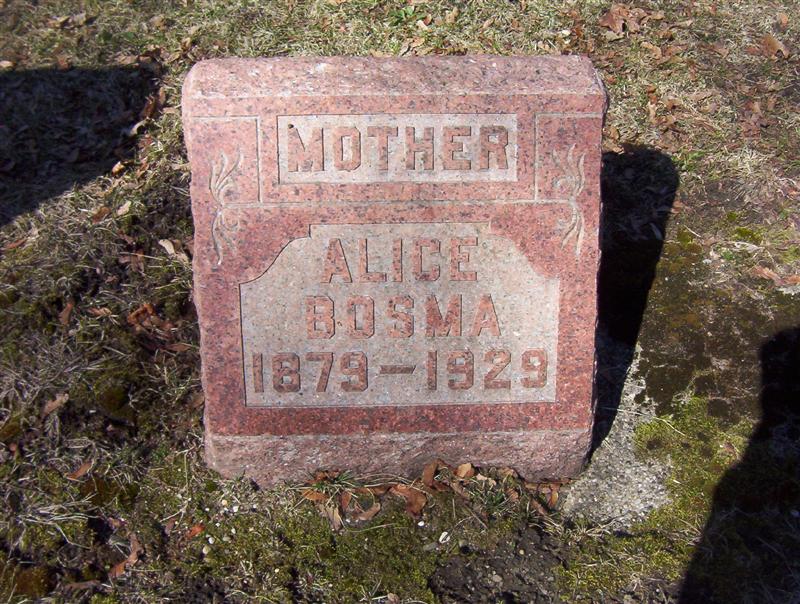 MOTHER
ALICE
BOSMA
1879-1929